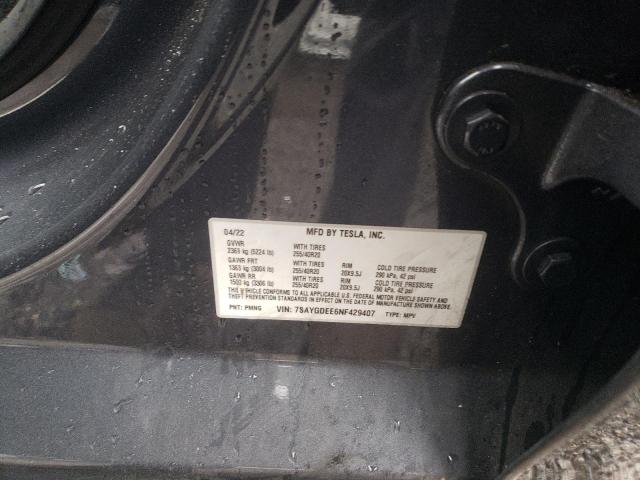 04/22 MFD BY TESLA, INC.
GVWR WITH TIRES
2369 kg (5224 lb) 255/40R20
GAWR FRT WITH TIRES RIM COLD TIRE PRESSURE
1363 kg (3004 lb) 255/40R20 20X9.5J 290 kPa, 42 psi
GAWR RR WITH TIRES RIM COLD TIRE PRESSURE
1500 kg (3306 lb) 255/40R20 20X9.5J 290 kPa, 42 psi
THIS VEHICLE CONFORMS TO ALL APPLICABLE U.S. FEDERAL MOTOR VEHICLE SAFETY AND
THEFT PREVENTION STANDARDS IN EFFECT ON THE DATE OF MANUFACTURE SHOWN ABOVE.
PNT: PMNG VIN: 7SAYGDEE6NF429407 TYPE: MPV